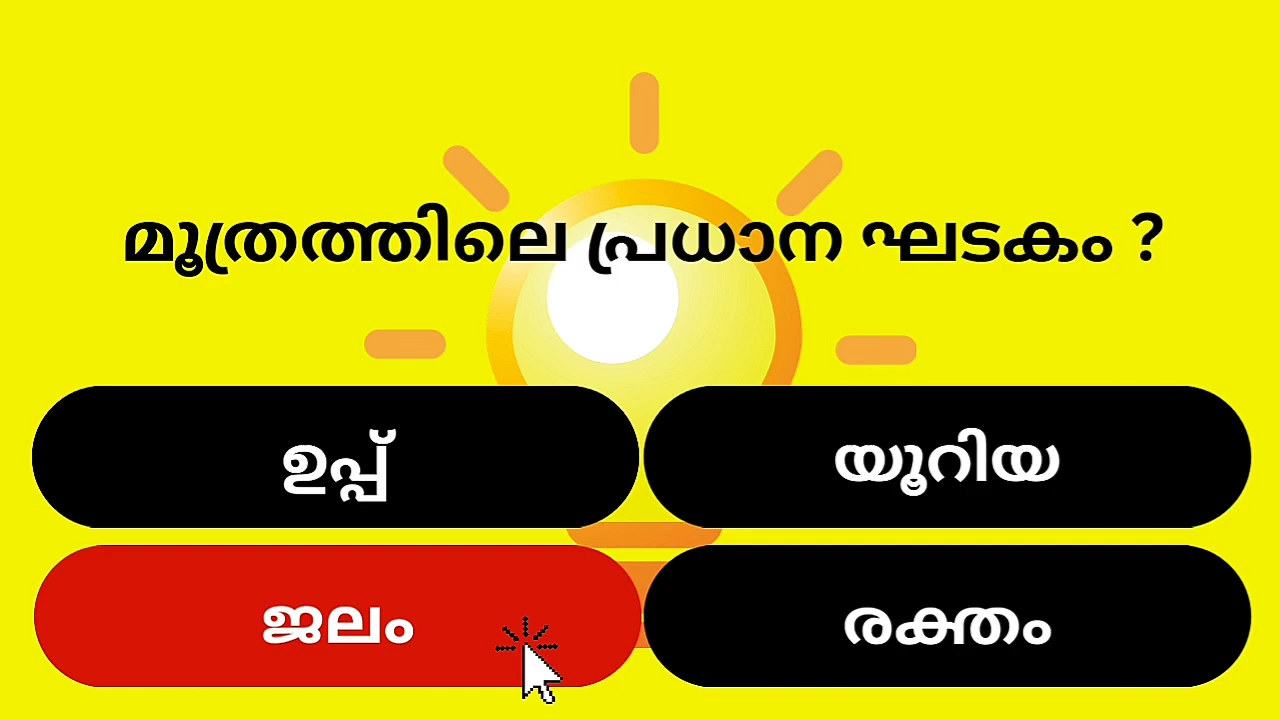 മൂത്രത്തിലെ പ്രധാന ഘടകം ?
ഉപ്പ്
യൂറിയ
ജലം
രക്തം